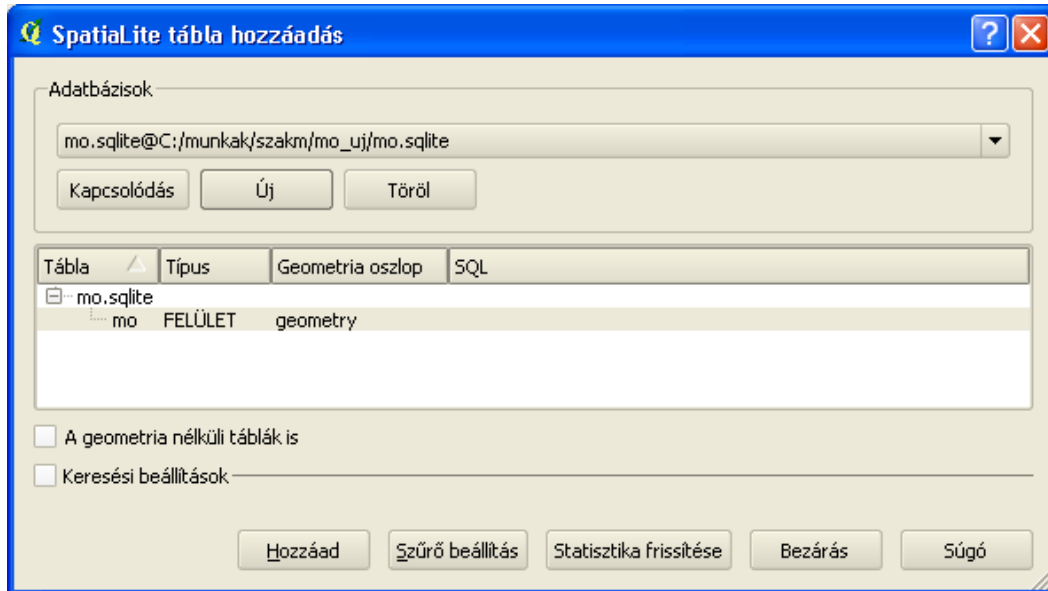 SpatiaLite tábla hozzáadás
Adatbázisok
mo.sqlite@C:/munkak/szakm/mo_uj/mo.sqlite
Kapcsolódás Új Töröl
Tábla Típus Geometria oszlop SQL
mo.sqlite
mo FELÜLET geometry
A geometria nélküli táblák is
Keresési beállítások
Hozzáad Szűrő beállítás Statisztika frissítése Bezárás Súgó